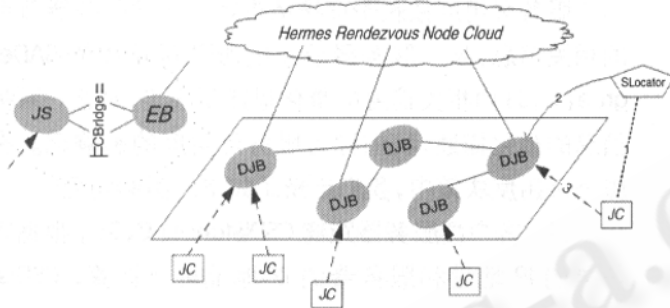 Hermes Rendezvous Node Cloud
SLocator
JS
CBridge
EB
2
1
DJB
DJB
DJB
DJB
DJB
3
JC
JC
JC
JC
JC